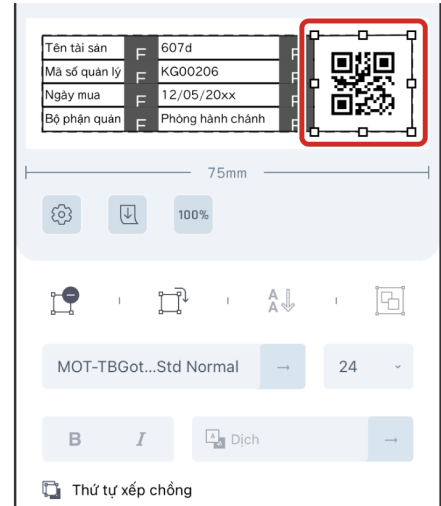 Tên tài sản F 607d F
Mã số quản lý F KG00206 F
Ngày mua F 12/05/20xx F
Bộ phận quản F Phòng hành chánh F
75mm
100%
A
A
MOT-TBGot...Std Normal → 24
B I A Dịch →
Thứ tự xếp chồng